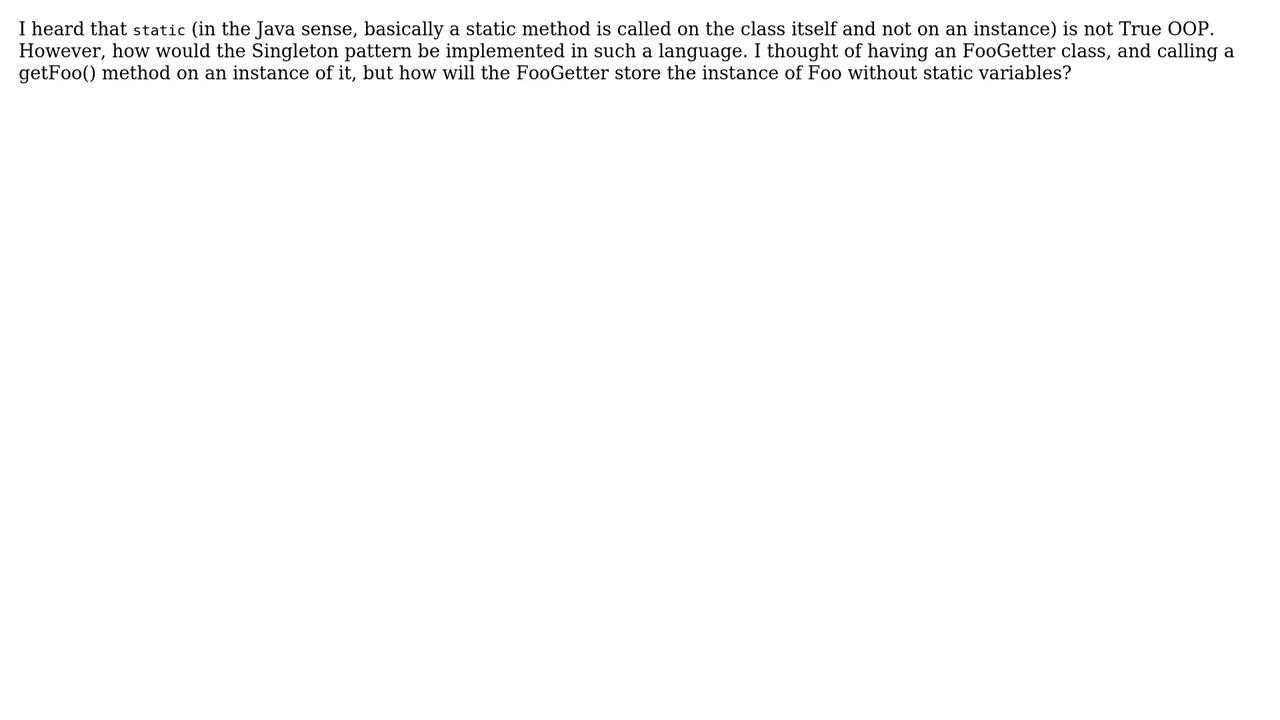 I heard that static (in the Java sense, basically a static method is called on the class itself and not on an instance) is not True OOP.
However, how would the Singleton pattern be implemented in such a language. I thought of having an FooGetter class, and calling a
getFoo() method on an instance of it, but how will the FooGetter store the instance of Foo without static variables?